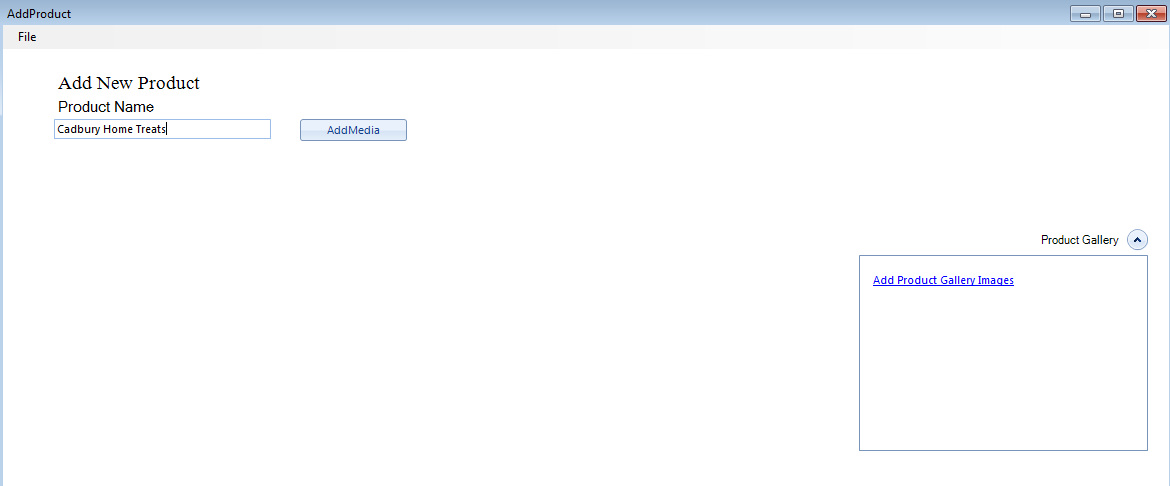 AddProduct
File
Add New Product
Product Name
Cadbury Home Treats
AddMedia
Product Gallery
Add Product Gallery Images